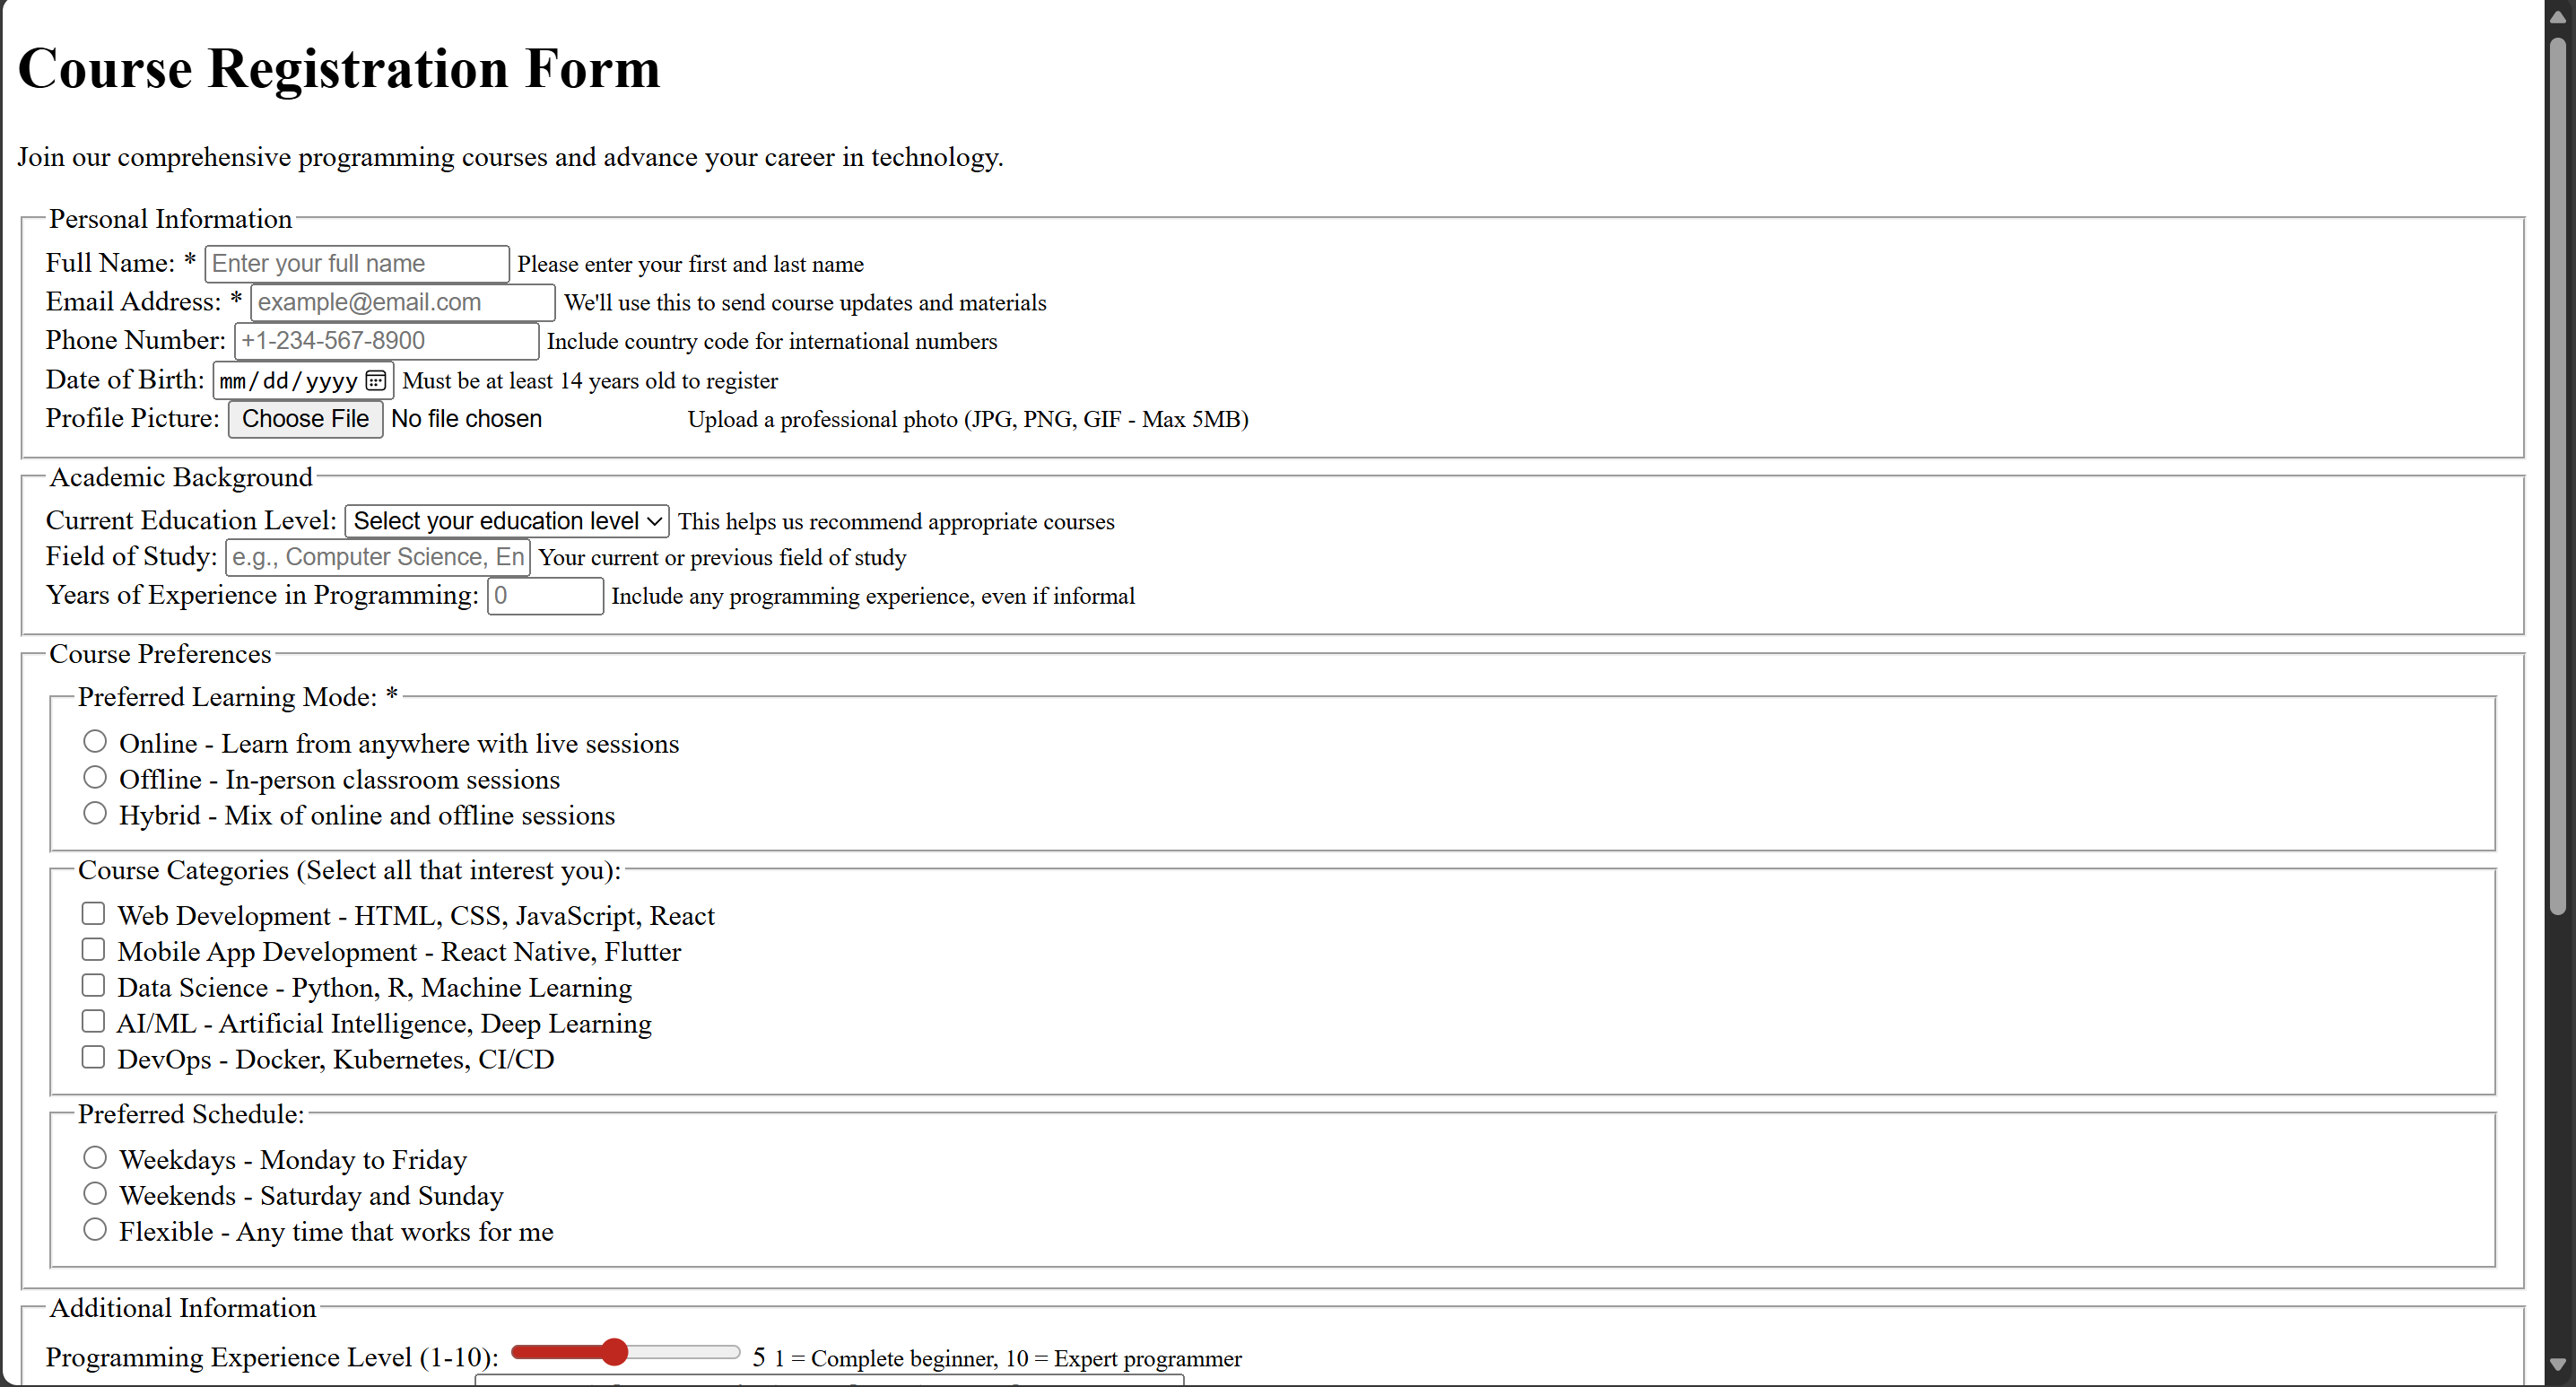 Course Registration Form
Join our comprehensive programming courses and advance your career in technology.
Personal Information
Full Name: * Enter your full name Please enter your first and last name
Email Address: * example@email.com We'll use this to send course updates and materials
Phone Number: +1-234-567-8900 Include country code for international numbers
Date of Birth: mm/dd/yyyy Must be at least 14 years old to register
Profile Picture: Choose File No file chosen Upload a professional photo (JPG, PNG, GIF - Max 5MB)
Academic Background
Current Education Level: Select your education level This helps us recommend appropriate courses
Field of Study: e.g., Computer Science, En Your current or previous field of study
Years of Experience in Programming: 0 Include any programming experience, even if informal
Course Preferences
Preferred Learning Mode: *
Online - Learn from anywhere with live sessions
Offline - In-person classroom sessions
Hybrid - Mix of online and offline sessions
Course Categories (Select all that interest you):
Web Development - HTML, CSS, JavaScript, React
Mobile App Development - React Native, Flutter
Data Science - Python, R, Machine Learning
AI/ML - Artificial Intelligence, Deep Learning
DevOps - Docker, Kubernetes, CI/CD
Preferred Schedule:
Weekdays - Monday to Friday
Weekends - Saturday and Sunday
Flexible - Any time that works for me
Additional Information
Programming Experience Level (1-10): 5 1 = Complete beginner, 10 = Expert programmer